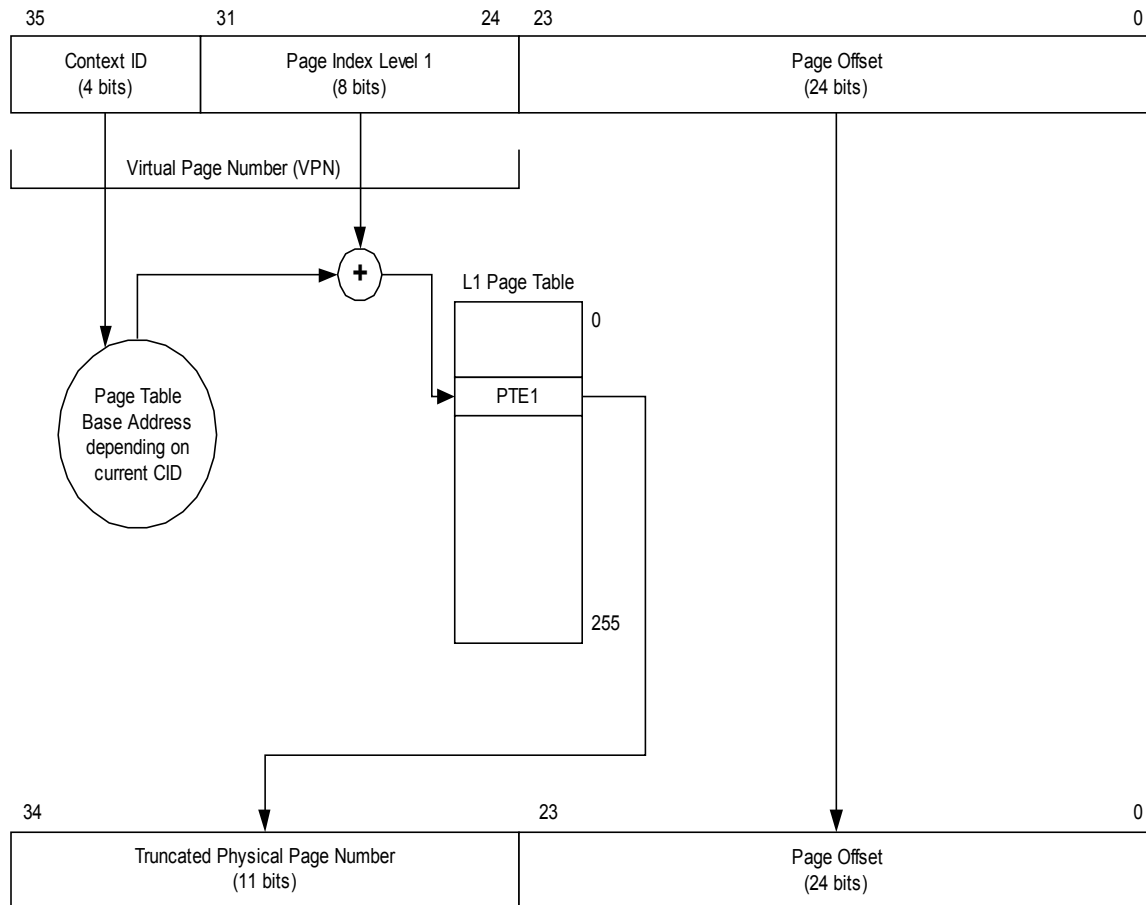 35 31 24 23 0
Context ID
(4 bits)
Page Index Level 1
(8 bits)
Page Offset
(24 bits)
Virtual Page Number (VPN)
+
L1 Page Table
0
PTE1
Page Table
Base Address
depending on
current CID
255
34 23 0
Truncated Physical Page Number
(11 bits)
Page Offset
(24 bits)